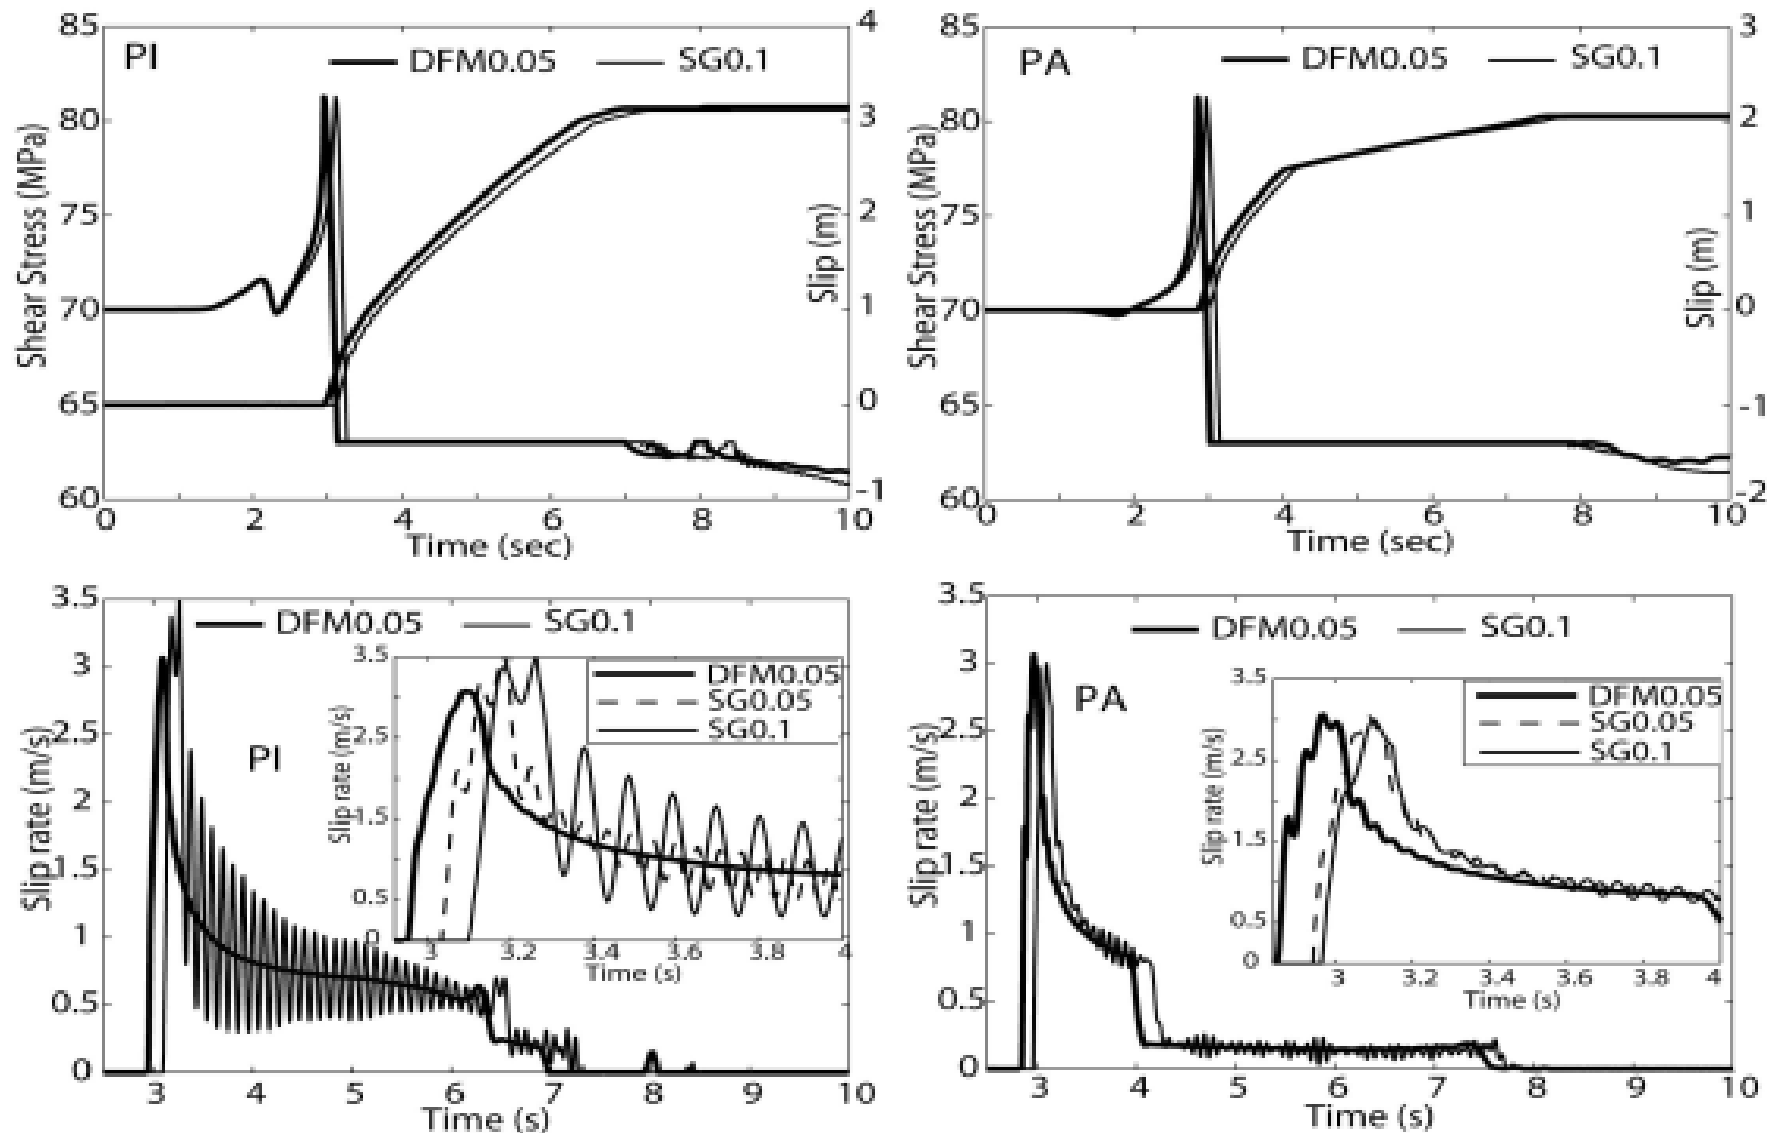 PI
DFM0.05 SG0.1
85
80
75
70
65
60
Shear Stress (MPa)
4
3
2
1
0
-1
Slip (m)
0 2 4 6 8 10
Time (sec)
PA
DFM0.05 SG0.1
85
80
75
70
65
60
Shear Stress (MPa)
3
2
1
0
-1
-2
Slip (m)
0 2 4 6 8 10
Time (sec)
DFM0.05 SG0.1
PI
3.5
3
2.5
2
1.5
1
0.5
0
Slip rate (m/s)
3 4 5 6 7 8 9 10
Time (s)
DFM0.05
SG0.05
SG0.1
3.5
2.5
1.5
0.5
0
Slip rate (m/s)
3 3.2 3.4 3.6 3.8 4
Time (s)
DFM0.05 SG0.1
PA
3.5
3
2.5
2
1.5
1
0.5
0
Slip rate (m/s)
3 4 5 6 7 8 9 10
Time (s)
DFM0.05
SG0.05
SG0.1
3.5
2.5
1.5
0.5
0
Slip rate (m/s)
3 3.2 3.4 3.6 3.8 4
Time (s)